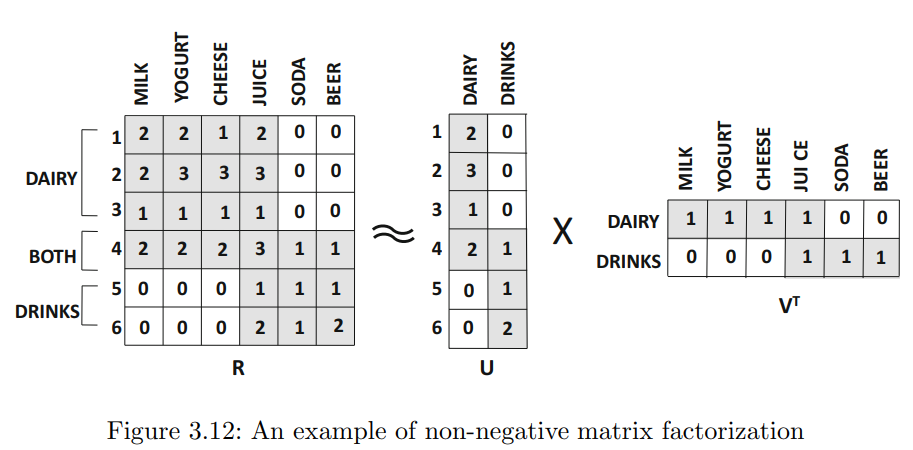 MILK YOGURT CHEESE JUICE SODA BEER
1 2 2 1 2 0 0
2 2 3 3 3 0 0
3 1 1 1 1 0 0
4 2 2 2 3 1 1
5 0 0 0 1 1 1
6 0 0 0 2 1 2
DAIRY
BOTH
DRINKS
R
≈
DAIRY DRINKS
1 2 0
2 3 0
3 1 0
4 2 1
5 0 1
6 0 2
U
X
MILK YOGURT CHEESE JUI CE SODA BEER
DAIRY 1 1 1 1 0 0
DRINKS 0 0 0 1 1 1
Vᵀ
Figure 3.12: An example of non-negative matrix factorization